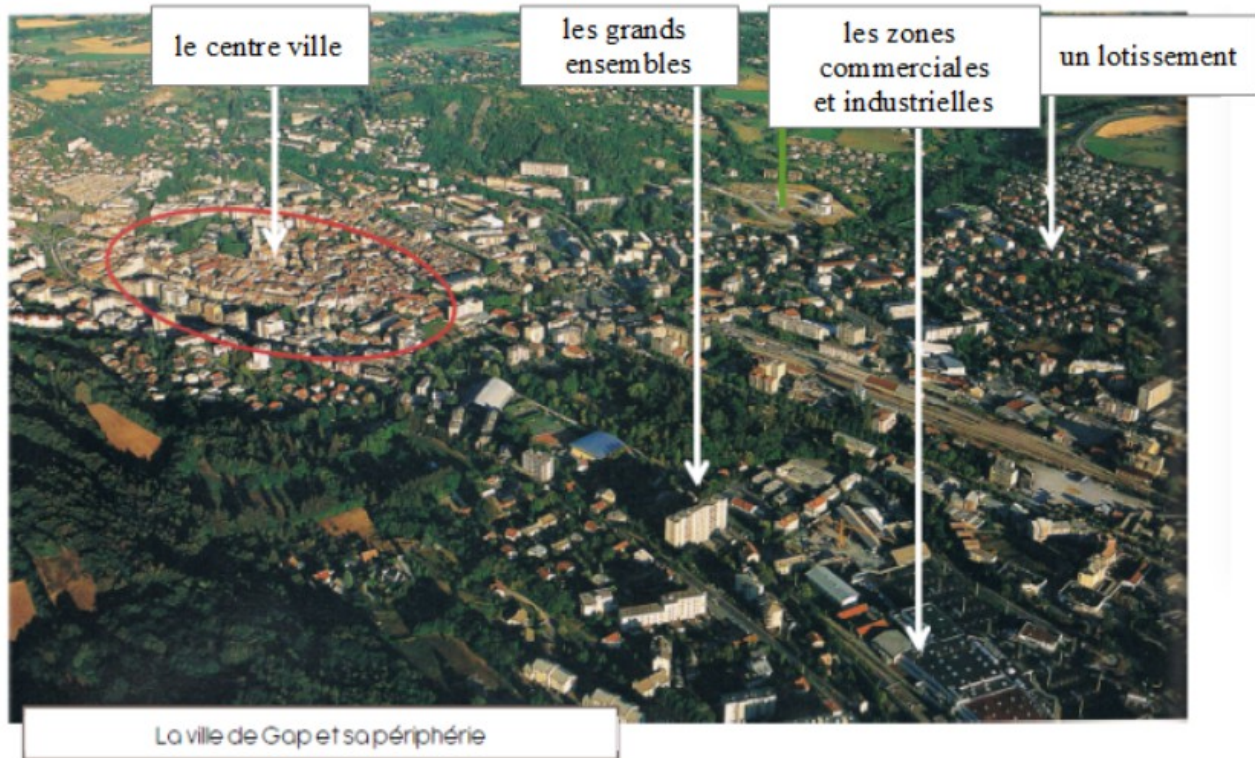 le centre ville
les grands
ensembles
les zones
commerciales
et industrielles
un lotissement
La ville de Gap et sa périphérie